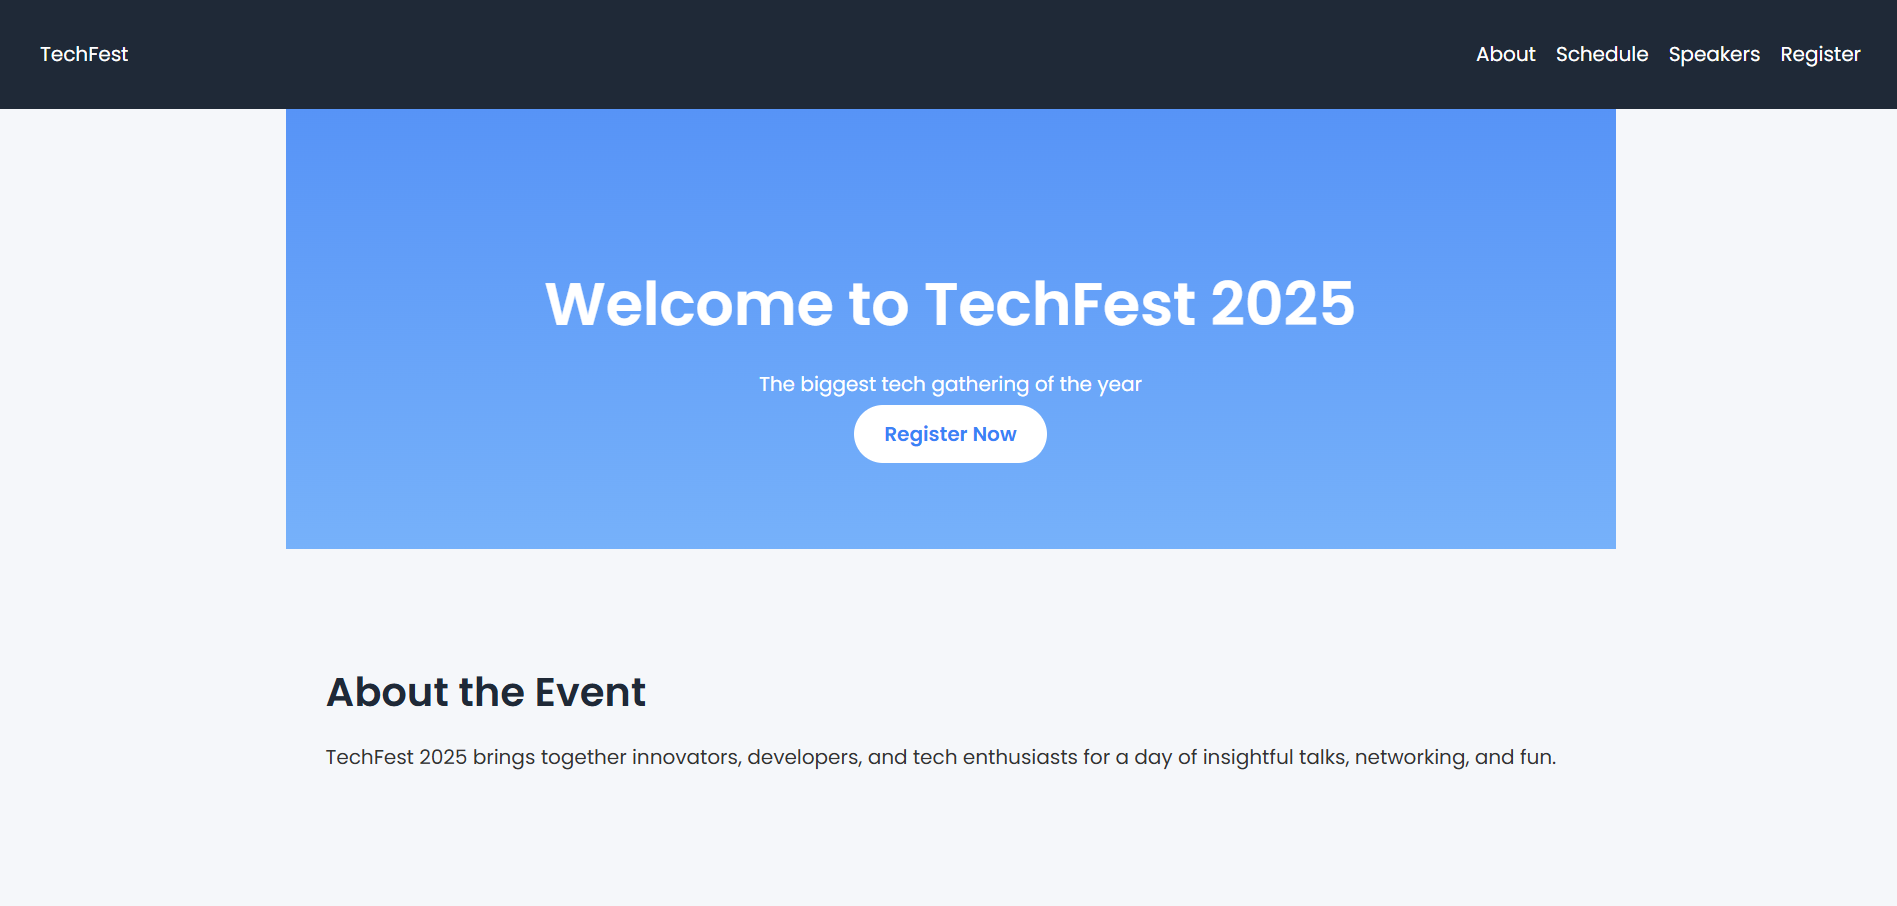 TechFest
About Schedule Speakers Register
Welcome to TechFest 2025
The biggest tech gathering of the year
Register Now
About the Event
TechFest 2025 brings together innovators, developers, and tech enthusiasts for a day of insightful talks, networking, and fun.